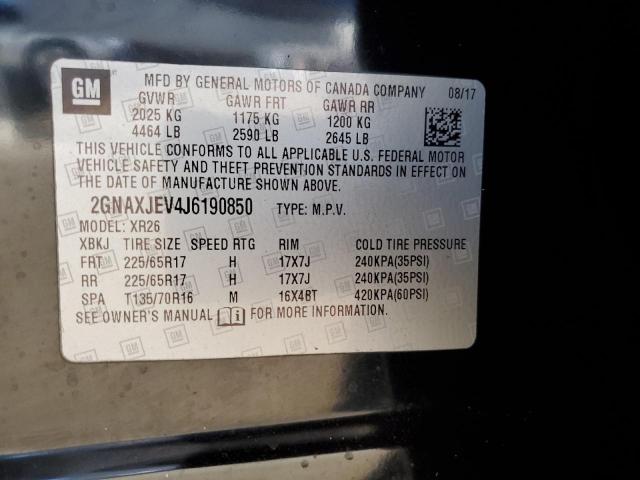 GM MFD BY GENERAL MOTORS OF CANADA COMPANY 08/17
GVWR GAWR FRT GAWR RR
2025 KG 1175 KG 1200 KG
4464 LB 2590 LB 2645 LB
THIS VEHICLE CONFORMS TO ALL APPLICABLE U.S. FEDERAL MOTOR
VEHICLE SAFETY AND THEFT PREVENTION STANDARDS IN EFFECT ON
THE DATE OF MANUFACTURE SHOWN ABOVE.
2GNAXJEV4J6190850 TYPE: M.P.V.
MODEL: XR26
XBKJ TIRE SIZE SPEED RTG RIM COLD TIRE PRESSURE
FRT 225/65R17 H 17X7J 240KPA(35PSI)
RR 225/65R17 H 17X7J 240KPA(35PSI)
SPA T135/70R16 M 16X4BT 420KPA(60PSI)
SEE OWNER'S MANUAL FOR MORE INFORMATION.